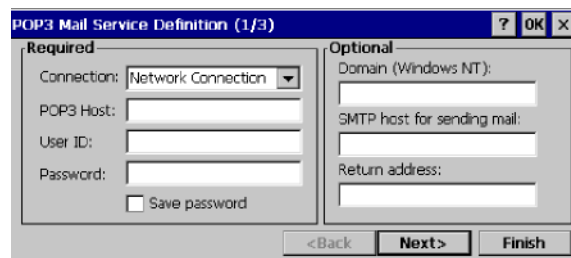 POP3 Mail Service Definition (1/3) ? OK ×
Required
Connection: Network Connection
POP3 Host:
User ID:
Password:
Save password
Optional
Domain (Windows NT):
SMTP host for sending mail:
Return address:
<Back Next> Finish